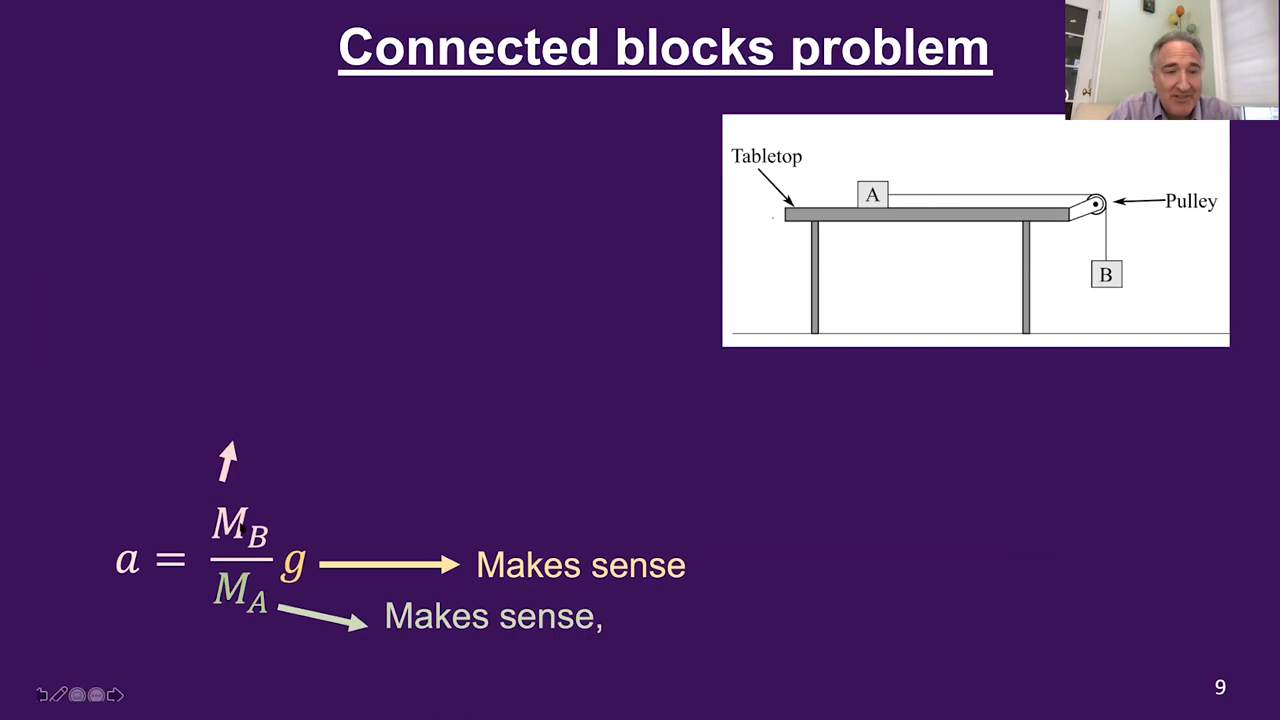 Connected blocks problem
Tabletop
A
Pulley
B
a = M_B/M_A g
Makes sense
Makes sense,
9